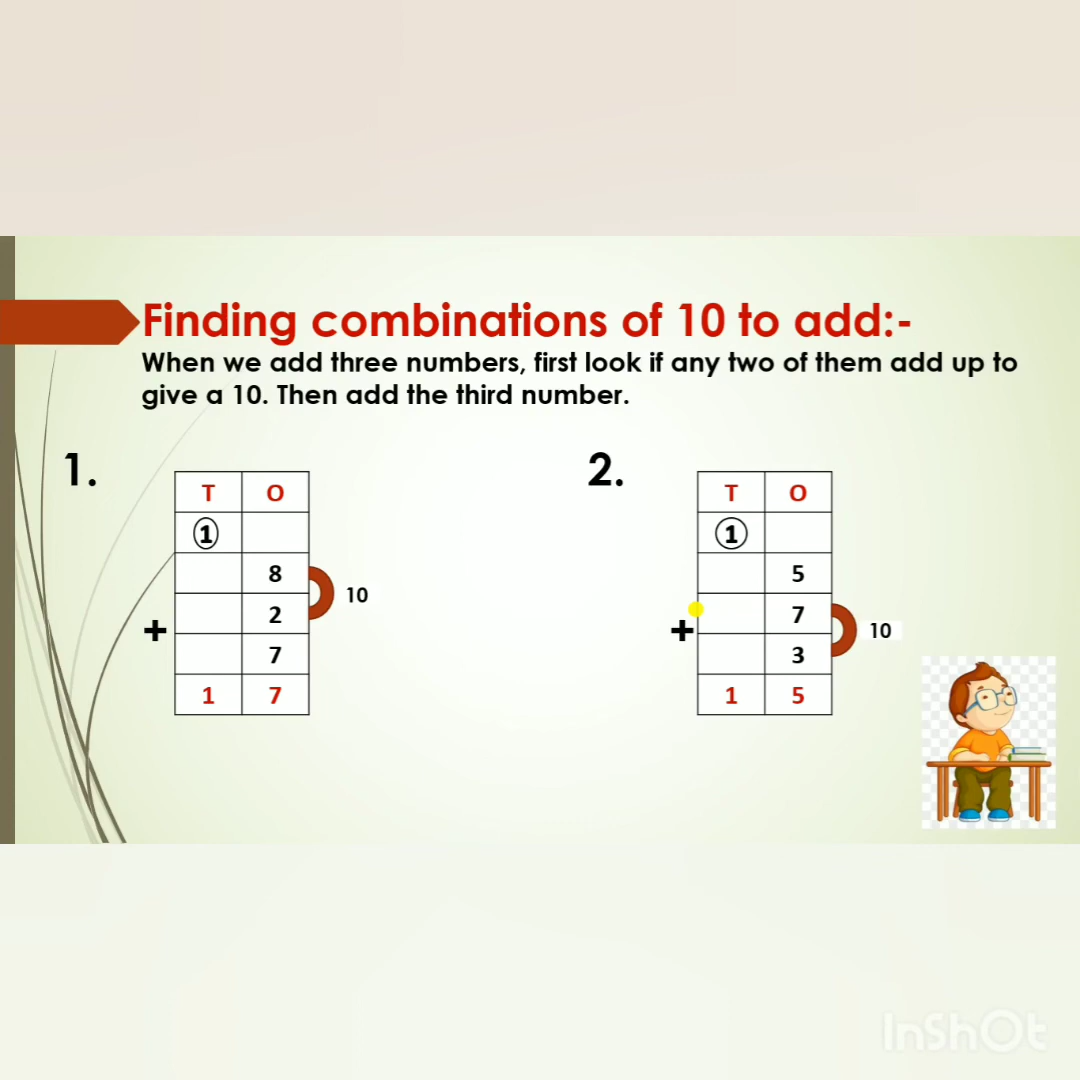 Finding combinations of 10 to add:-
When we add three numbers, first look if any two of them add up to
give a 10. Then add the third number.
1.
T O
1
8
10
2
+
7
1 7
2.
T O
1
5
7
+ 10
3
1 5
InShOt